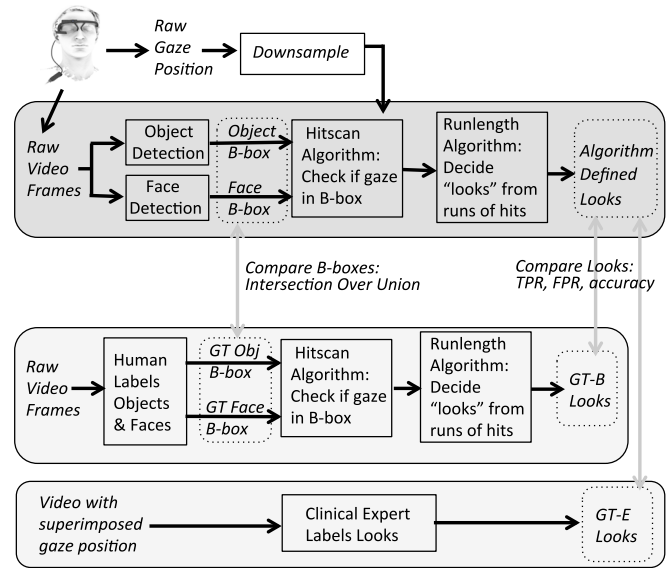 Raw
Gaze
Position
Downsample
Raw
Video
Frames
Object
Detection
Face
Detection
Object
B-box
Face
B-box
Hitscan
Algorithm:
Check if gaze
in B-box
Runlength
Algorithm:
Decide
“looks” from
runs of hits
Algorithm
Defined
Looks
Compare B-boxes:
Intersection Over Union
Compare Looks:
TPR, FPR, accuracy
Raw
Video
Frames
Human
Labels
Objects
& Faces
GT Obj
B-box
GT Face
B-box
Hitscan
Algorithm:
Check if gaze
in B-box
Runlength
Algorithm:
Decide
“looks” from
runs of hits
GT-B
Looks
Video with
superimposed
gaze position
Clinical Expert
Labels Looks
GT-E
Looks